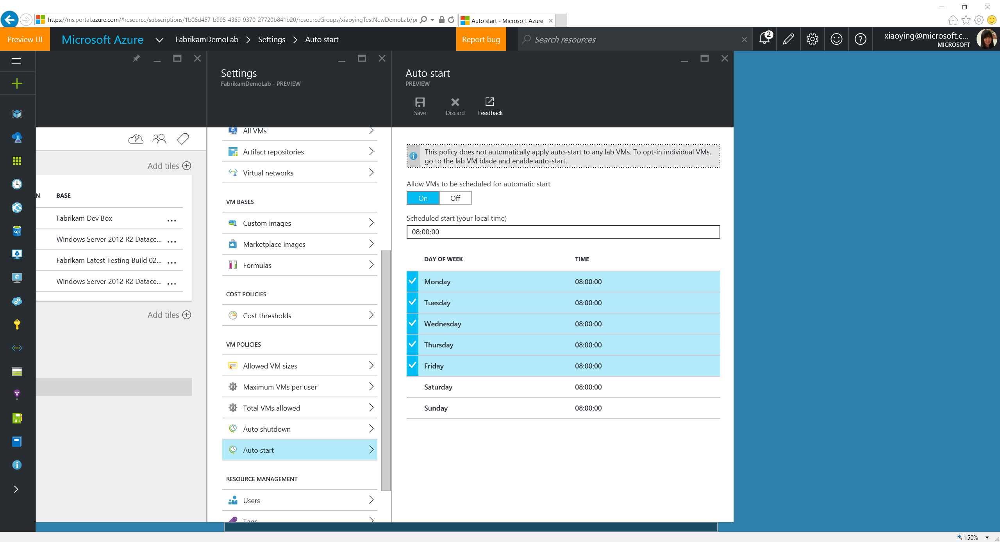 https://ms.portal.azure.com/#resource/subscriptions/1b06d457-b995-4369-9370-27720b841b20/resourceGroups/xiaoyingTestNewDemoLab/pr
Auto start - Microsoft Azure
Preview UI
Microsoft Azure
FabrikamDemoLab
Settings
Auto start
Report bug
Search resources
2
xiaoying@microsoft.c...
MICROSOFT
Add tiles
N
BASE
Fabrikam Dev Box
...
Windows Server 2012 R2 Datace...
...
Fabrikam Latest Testing Build 02...
...
Windows Server 2012 R2 Datace...
...
Add tiles
SQL
Settings
FabrikamDemoLab - PREVIEW
All VMs
Artifact repositories
Virtual networks
VM BASES
Custom images
Marketplace images
Formulas
COST POLICIES
Cost thresholds
VM POLICIES
Allowed VM sizes
Maximum VMs per user
Total VMs allowed
Auto shutdown
Auto start
RESOURCE MANAGEMENT
Users
Tags
Auto start
PREVIEW
Save
Discard
Feedback
This policy does not automatically apply auto-start to any lab VMs. To opt-in individual VMs,
go to the lab VM blade and enable auto-start.
Allow VMs to be scheduled for automatic start
On
Off
Scheduled start (your local time)
08:00:00
DAY OF WEEK
TIME
Monday
08:00:00
Tuesday
08:00:00
Wednesday
08:00:00
Thursday
08:00:00
Friday
08:00:00
Saturday
08:00:00
Sunday
08:00:00
150%